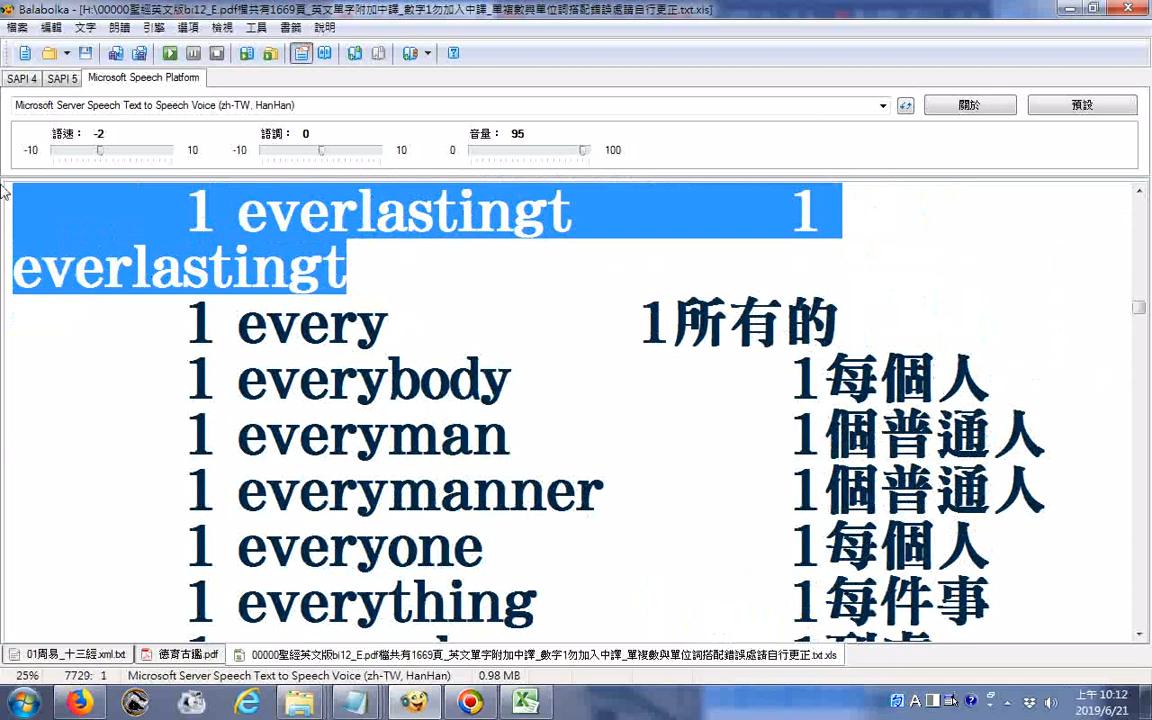 Balabolka - [H:\00000聖經英文版bi12_E.pdf檔共有1669頁_英文單字附加中譯_數字1勿加入中譯_單複數與單位詞搭配錯誤處請自行更正.txt.xls]
檔案 編輯 文字 朗讀 引擎 選項 檢視 工具 書籤 說明
SAPI 4 SAPI 5 Microsoft Speech Platform
Microsoft Server Speech Text to Speech Voice (zh-TW, HanHan) 關於 預設
語速： -2 語調： 0 音量： 95
-10 10 -10 10 0 100
1 everlastingt 1
everlastingt
1 every 1所有的
1 everybody 1每個人
1 everyman 1個普通人
1 everymanner 1個普通人
1 everyone 1每個人
1 everything 1每件事
01周易_十三經.xml.txt 德育古鑑.pdf 00000聖經英文版bi12_E.pdf檔共有1669頁_英文單字附加中譯_數字1勿加入中譯_單複數與單位詞搭配錯誤處請自行更正.txt.xls
25% 7729: 1 Microsoft Server Speech Text to Speech Voice (zh-TW, HanHan) 0.98 MB
上午 10:12
2019/6/21